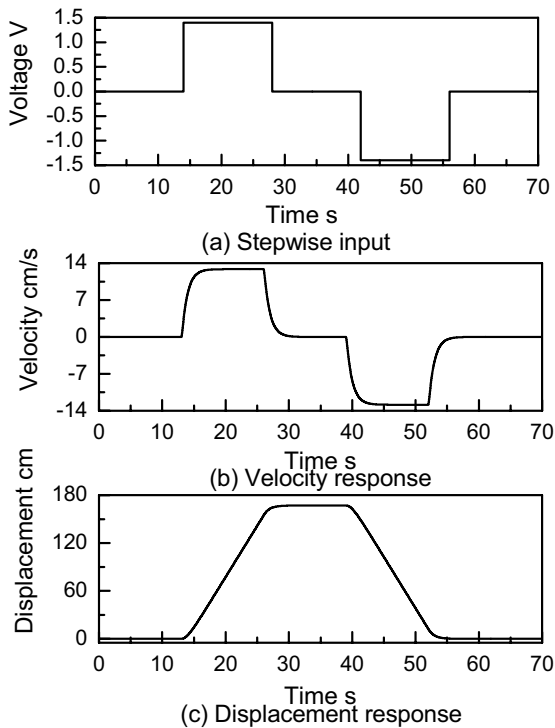 Voltage V
1.5
1.0
0.5
0.0
-0.5
-1.0
-1.5
0 10 20 30 40 50 60 70
Time s
(a) Stepwise input
Velocity cm/s
14
7
0
-7
-14
0 10 20 30 40 50 60 70
Time s
(b) Velocity response
Displacement cm
180
120
60
0
0 10 20 30 40 50 60 70
Time s
(c) Displacement response